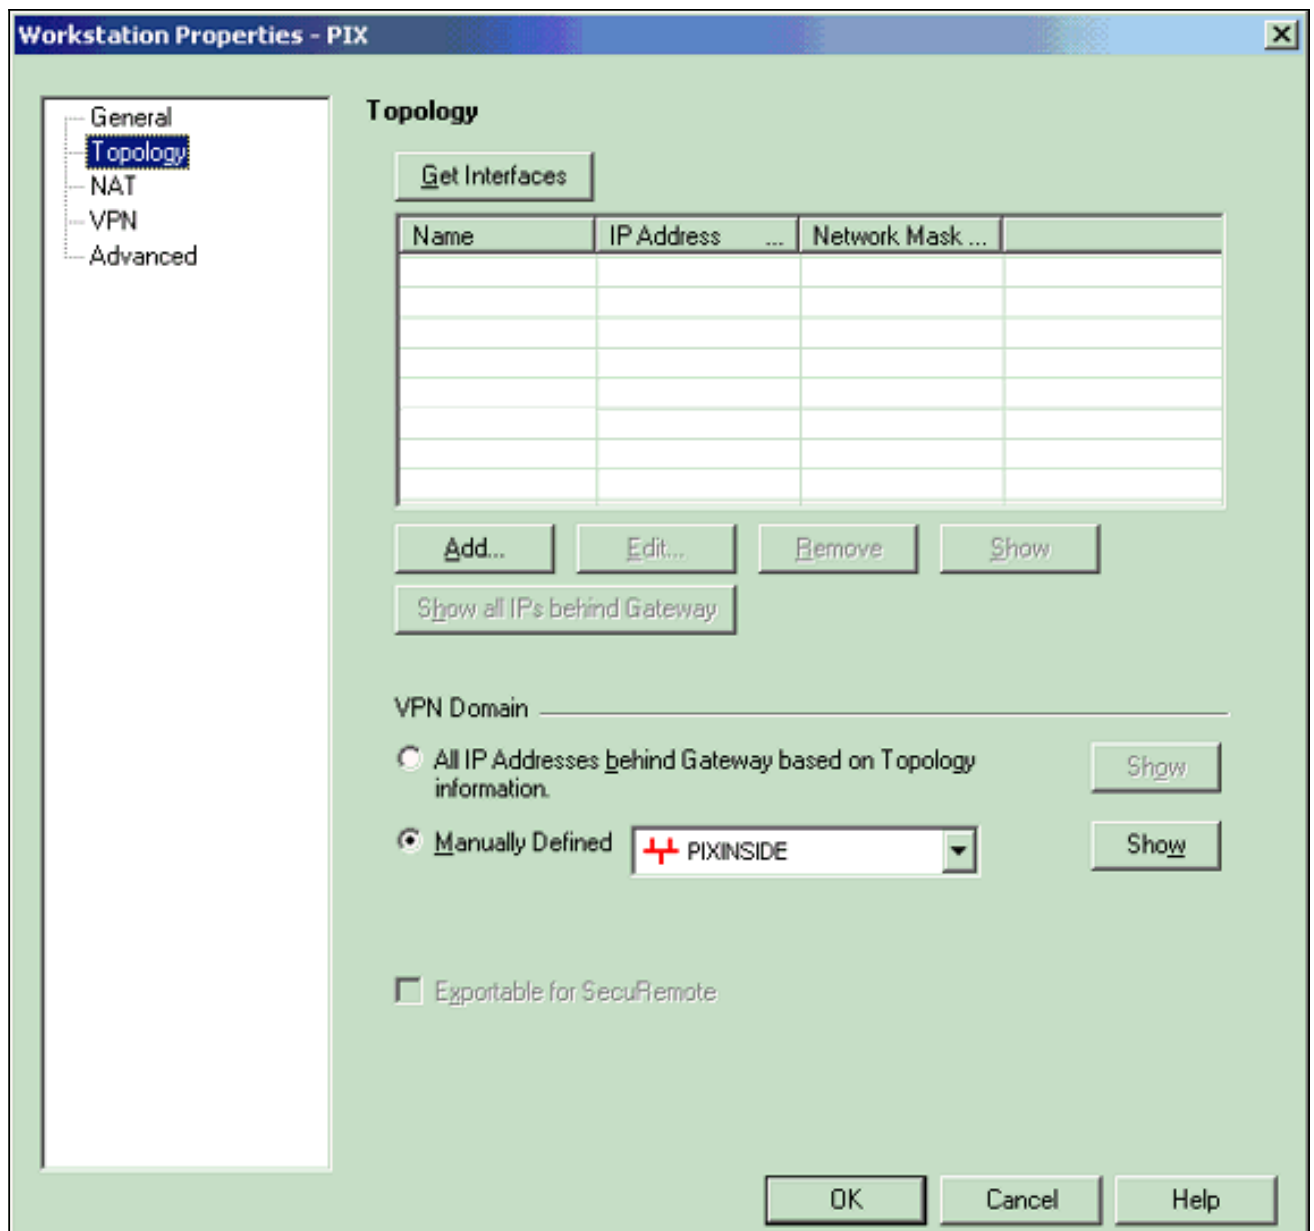 Workstation Properties - PIX
General
Topology
NAT
VPN
Advanced
Topology
Get Interfaces
Name IP Address ... Network Mask ...
Add... Edit... Remove Show
Show all IPs behind Gateway
VPN Domain
All IP Addresses behind Gateway based on Topology
information.
Show
Manually Defined PIXINSIDE Show
Exportable for SecuRemote
OK Cancel Help